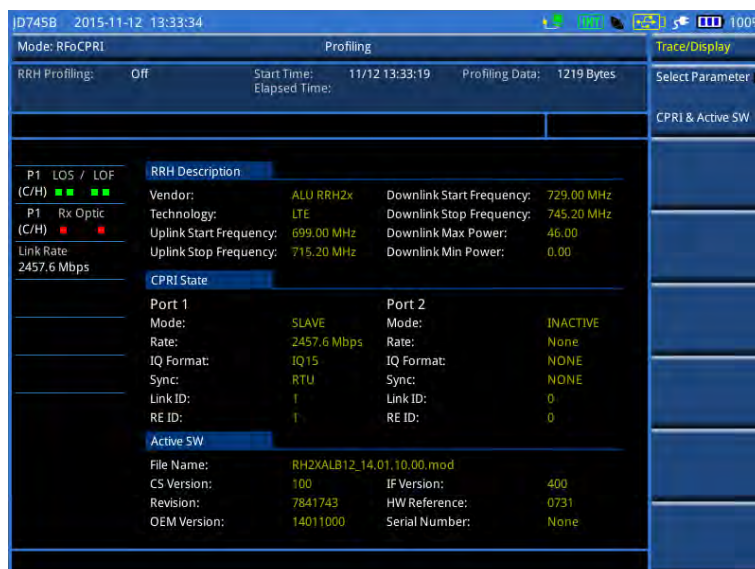 JD745B 2015-11-12 13:33:34 100%
Mode: RFoCPRI Profiling Trace/Display
RRH Profiling: Off Start Time: 11/12 13:33:19 Profiling Data: 1219 Bytes Select Parameter
Elapsed Time:
CPRI & Active SW
P1 LOS / LOF
(C/H)
P1 Rx Optic
(C/H)
Link Rate
2457.6 Mbps
RRH Description
Vendor: ALU RRH2x Downlink Start Frequency: 729.00 MHz
Technology: LTE Downlink Stop Frequency: 745.20 MHz
Uplink Start Frequency: 699.00 MHz Downlink Max Power: 46.00
Uplink Stop Frequency: 715.20 MHz Downlink Min Power: 0.00
CPRI State
Port 1 Port 2
Mode: SLAVE Mode: INACTIVE
Rate: 2457.6 Mbps Rate: None
IQ Format: IQ15 IQ Format: NONE
Sync: RTU Sync: NONE
Link ID: 1 Link ID: 0
RE ID: 1 RE ID: 0
Active SW
File Name: RH2XALB12_14.01.10.00.mod
CS Version: 100 IF Version: 400
Revision: 7841743 HW Reference: 0731
OEM Version: 14011000 Serial Number: None